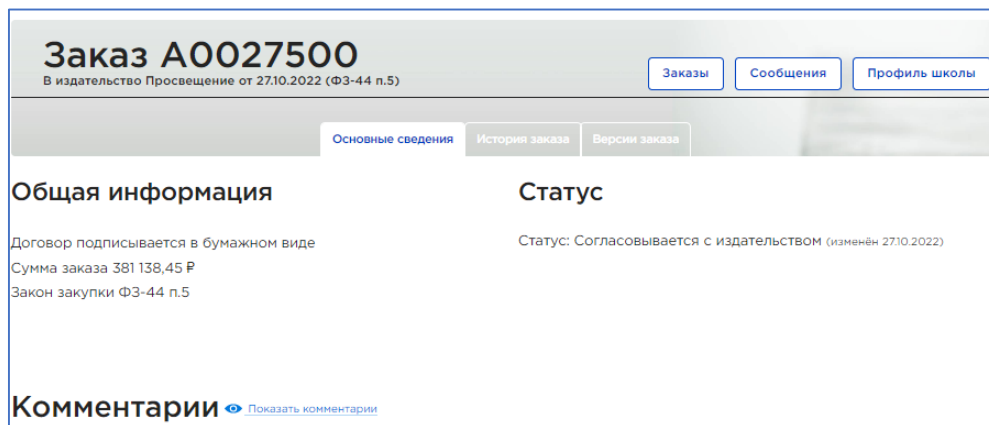 Заказ А0027500
В издательство Просвещение от 27.10.2022 (ФЗ-44 п.5)
Заказы
Сообщения
Профиль школы
Основные сведения
История заказа
Версии заказа
Общая информация
Договор подписывается в бумажном виде
Сумма заказа 381 138,45 ₽
Закон закупки ФЗ-44 п.5
Статус
Статус: Согласовывается с издательством (изменён 27.10.2022)
Комментарии Показать комментарии